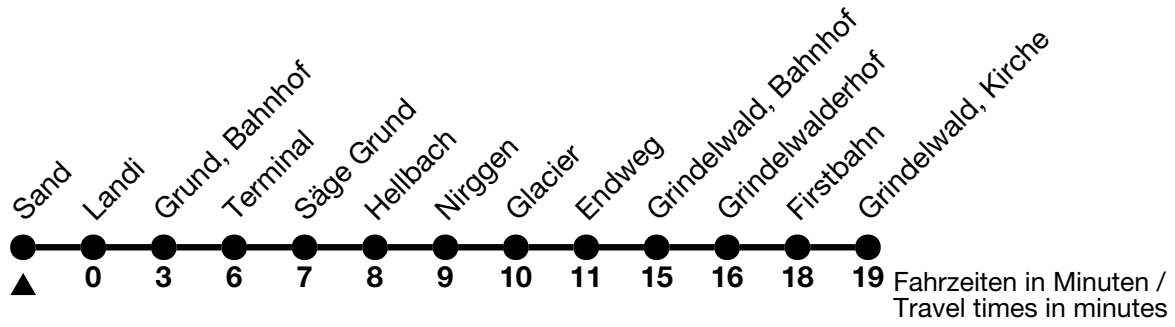 Sand
Landi
Grund, Bahnhof
Terminal
Säge Grund
Hellbach
Nirggen
Glacier
Endweg
Grindelwald, Bahnhof
Grindelwalderhof
Firstbahn
Grindelwald, Kirche
0 3 6 7 8 9 10 11 15 16 18 19
Fahrzeiten in Minuten /
Travel times in minutes